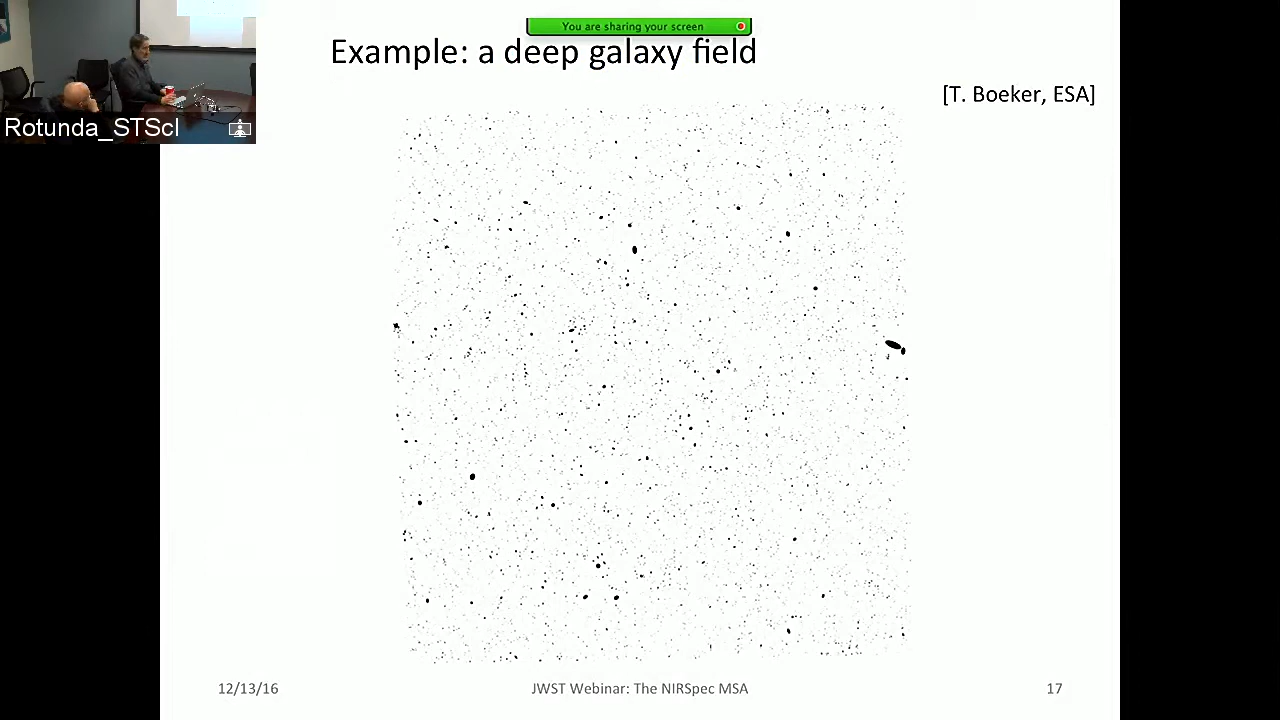 You are sharing your screen
Example: a deep galaxy field
[T. Boeker, ESA]
Rotunda_STScI
12/13/16
JWST Webinar: The NIRSpec MSA
17